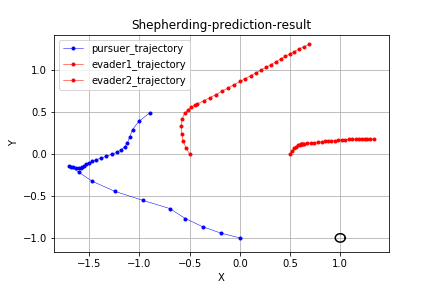 Shepherding-prediction-result
pursuer_trajectory
evader1_trajectory
evader2_trajectory
Y
1.0
0.5
0.0
−0.5
−1.0
−1.5 −1.0 −0.5 0.0 0.5 1.0
X